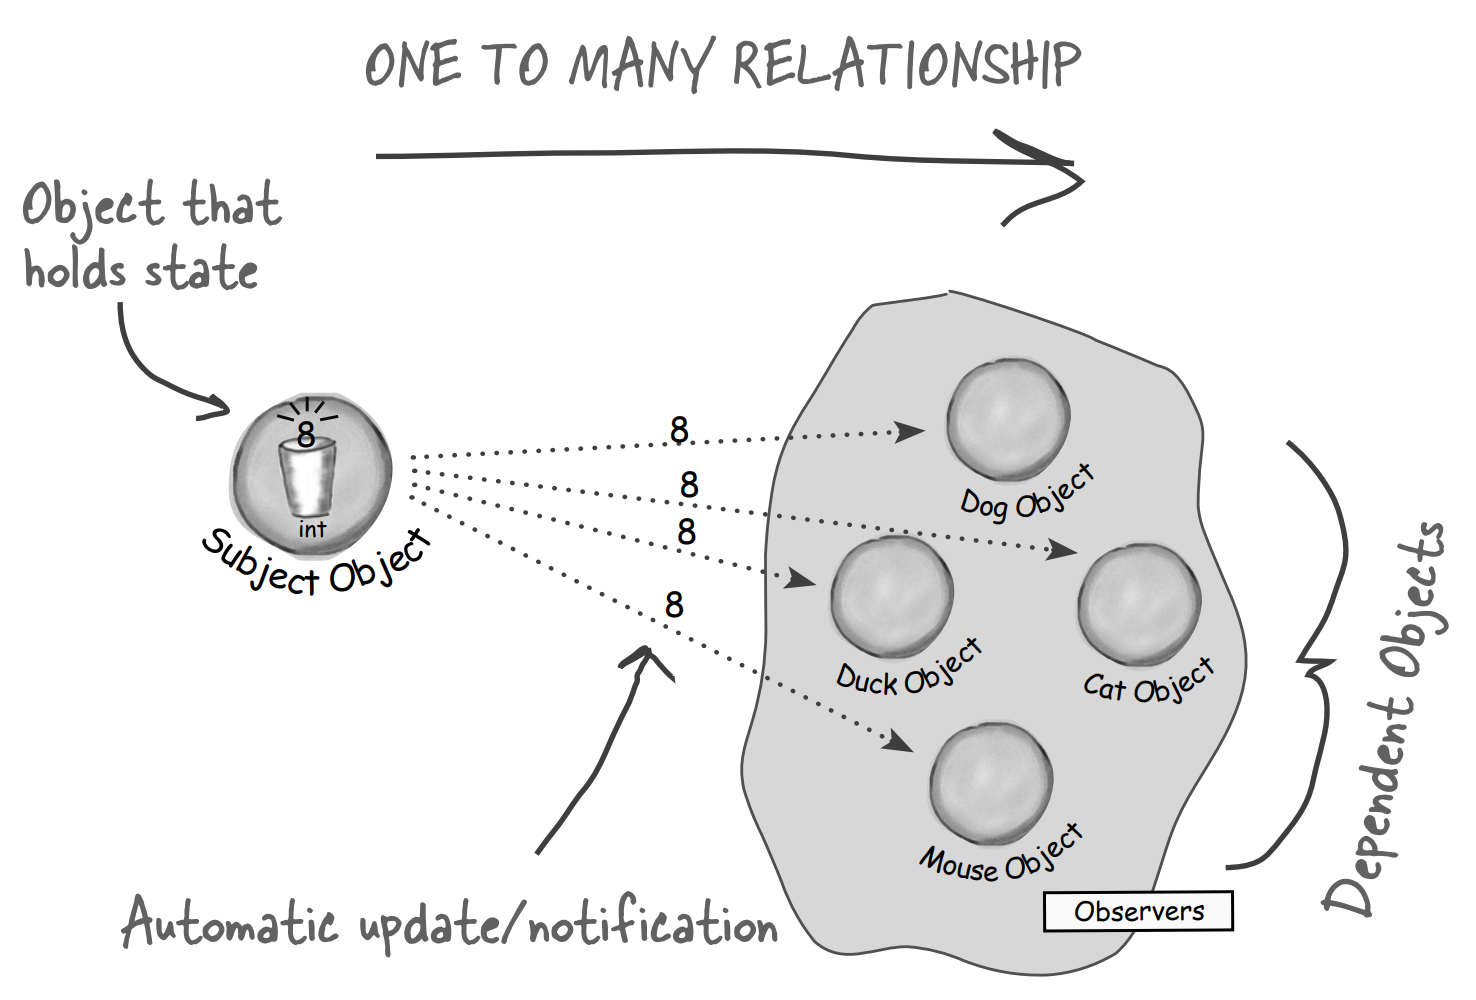 ONE TO MANY RELATIONSHIP
Object that
holds state
8
int
Subject Object
8
8
8
8
Dog Object
Duck Object
Cat Object
Mouse Object
Observers
Dependent Objects
Automatic update/notification